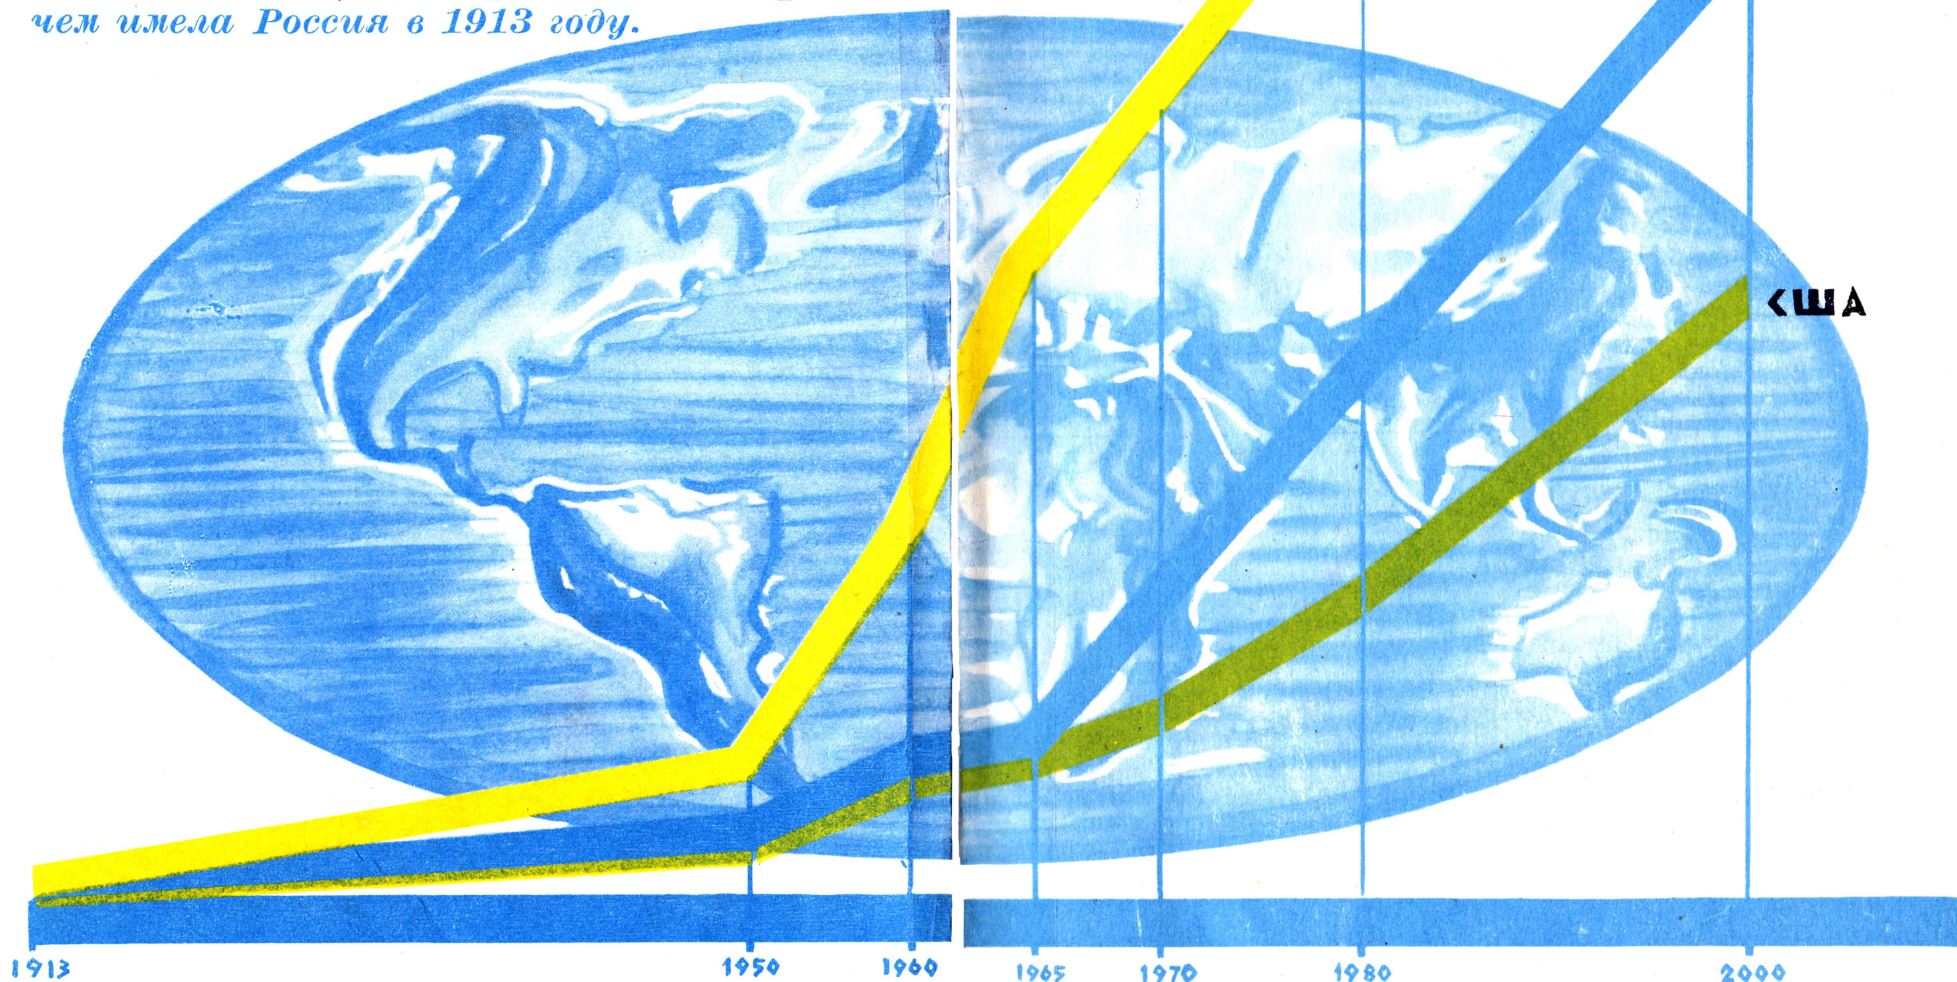 чем имела Россия в 1913 году.
США
1913 1950 1960 1965 1970 1980 2000